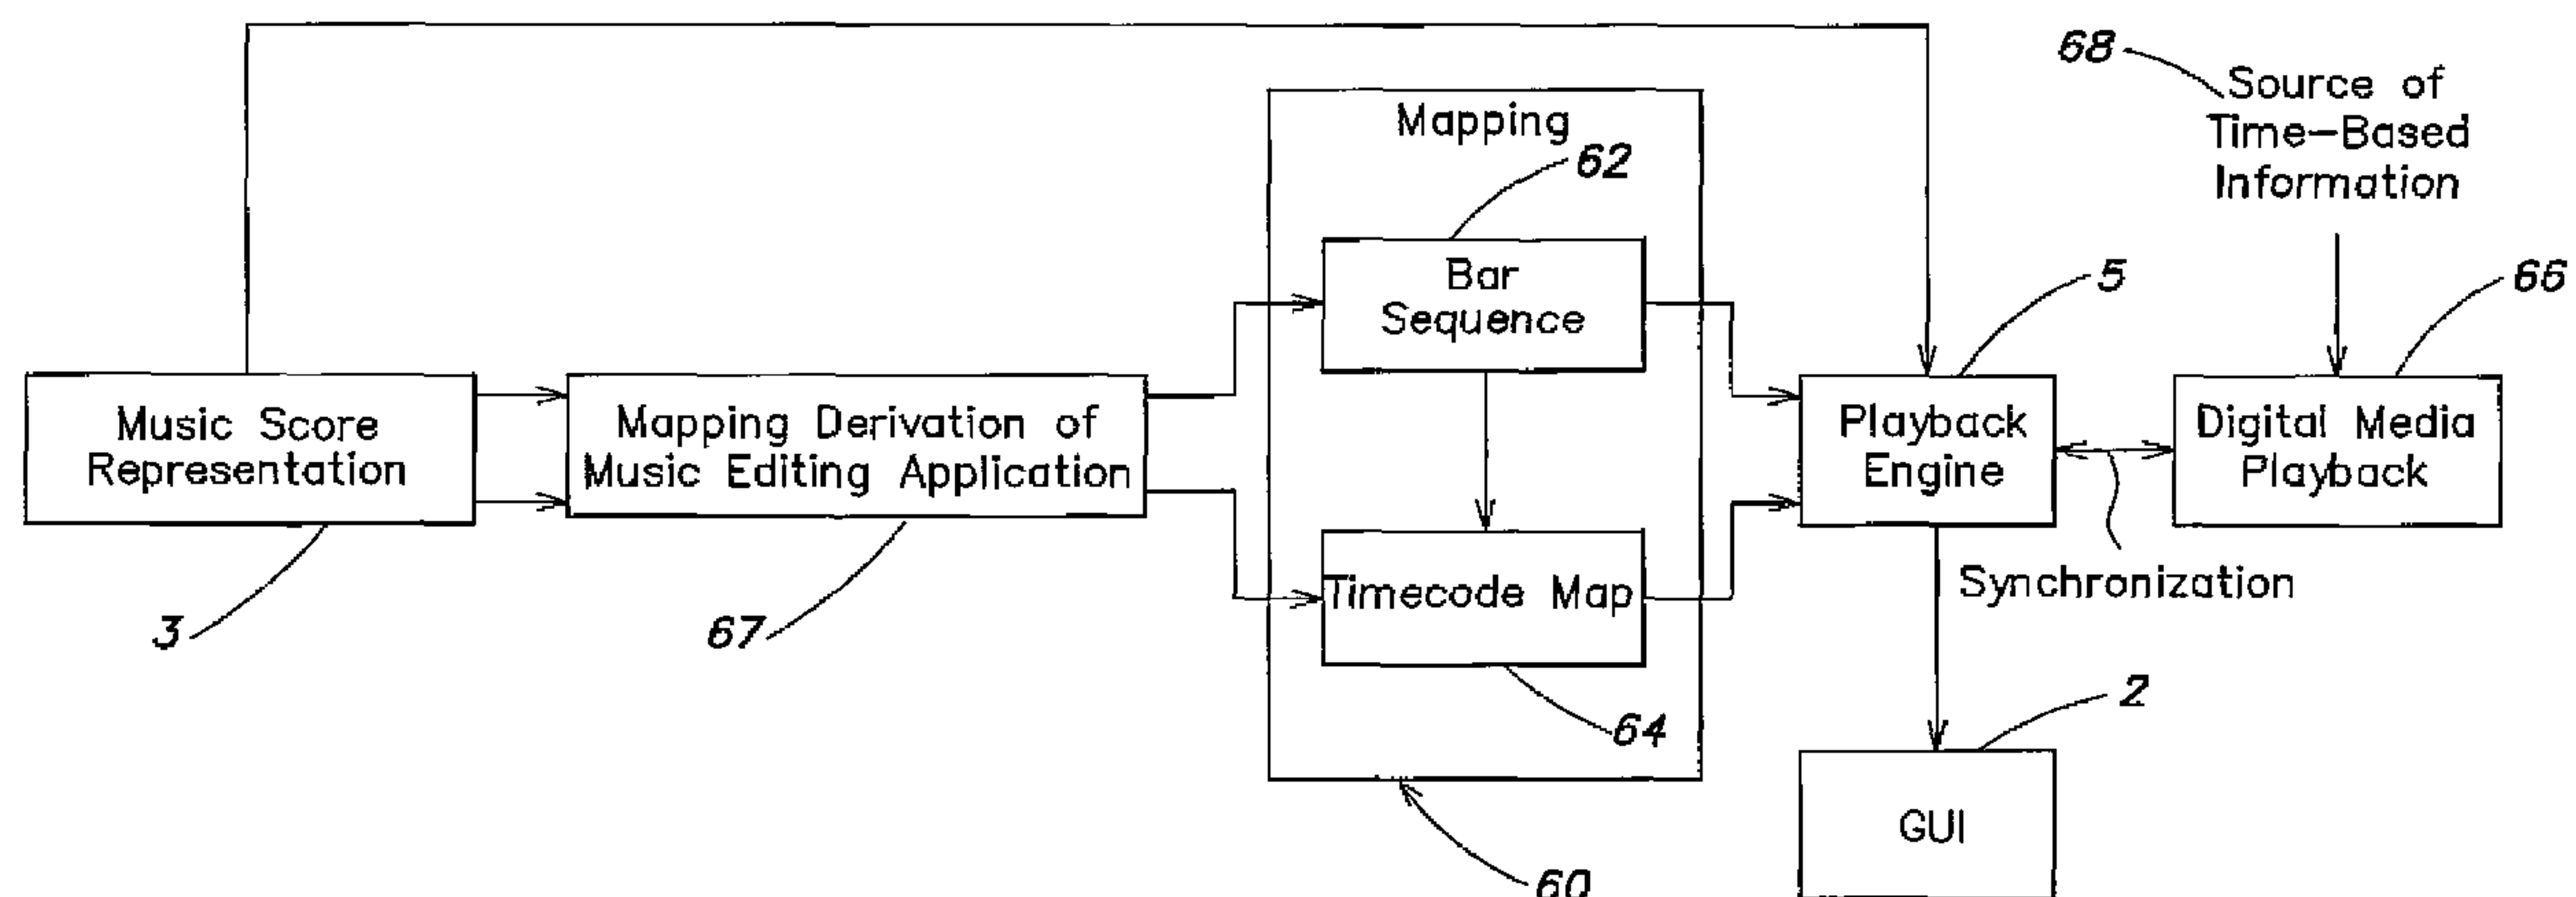 68
Source of
Time-Based
Information
Mapping
62
Bar
Sequence
5
66
Music Score
Representation
Mapping Derivation of
Music Editing Application
Playback
Engine
Digital Media
Playback
Timecode Map
Synchronization
3
67
64
2
GUI
60